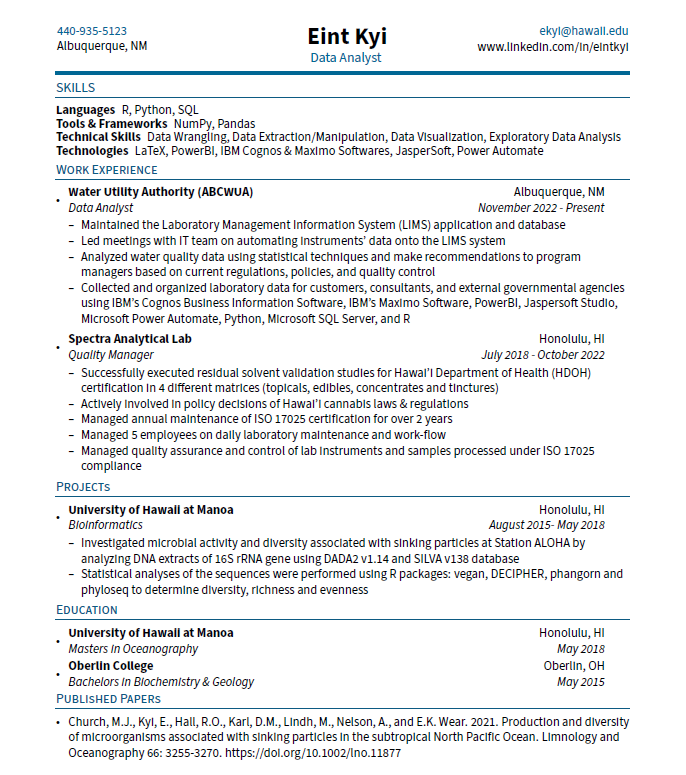 440-935-5123
Albuquerque, NM
Eint Kyi
Data Analyst
ekyi@hawaii.edu
www.linkedin.com/in/eintkyi
SKILLS
Languages R, Python, SQL
Tools & Frameworks NumPy, Pandas
Technical Skills Data Wrangling, Data Extraction/Manipulation, Data Visualization, Exploratory Data Analysis
Technologies LaTeX, PowerBI, IBM Cognos & Maximo Softwares, JasperSoft, Power Automate
WORK EXPERIENCE
• Water Utility Authority (ABCWUA) Albuquerque, NM
Data Analyst November 2022 - Present
– Maintained the Laboratory Management Information System (LIMS) application and database
– Led meetings with IT team on automating instruments' data onto the LIMS system
– Analyzed water quality data using statistical techniques and make recommendations to program
managers based on current regulations, policies, and quality control
– Collected and organized laboratory data for customers, consultants, and external governmental agencies
using IBM's Cognos Business Information Software, IBM's Maximo Software, PowerBI, Jaspersoft Studio,
Microsoft Power Automate, Python, Microsoft SQL Server, and R
• Spectra Analytical Lab Honolulu, HI
Quality Manager July 2018 - October 2022
– Successfully executed residual solvent validation studies for Hawai'i Department of Health (HDOH)
certification in 4 different matrices (topicals, edibles, concentrates and tinctures)
– Actively involved in policy decisions of Hawai'i cannabis laws & regulations
– Managed annual maintenance of ISO 17025 certification for over 2 years
– Managed 5 employees on daily laboratory maintenance and work-flow
– Managed quality assurance and control of lab instruments and samples processed under ISO 17025
compliance
PROJECTS
• University of Hawaii at Manoa Honolulu, HI
Bioinformatics August 2015- May 2018
– Investigated microbial activity and diversity associated with sinking particles at Station ALOHA by
analyzing DNA extracts of 16S rRNA gene using DADA2 v1.14 and SILVA v138 database
– Statistical analyses of the sequences were performed using R packages: vegan, DECIPHER, phangorn and
phyloseq to determine diversity, richness and evenness
EDUCATION
• University of Hawaii at Manoa Honolulu, HI
Masters in Oceanography May 2018
• Oberlin College Oberlin, OH
Bachelors in Biochemistry & Geology May 2015
PUBLISHED PAPERS
• Church, M.J., Kyi, E., Hall, R.O., Karl, D.M., Lindh, M., Nelson, A., and E.K. Wear. 2021. Production and diversity
of microorganisms associated with sinking particles in the subtropical North Pacific Ocean. Limnology and
Oceanography 66: 3255-3270. https://doi.org/10.1002/lno.11877